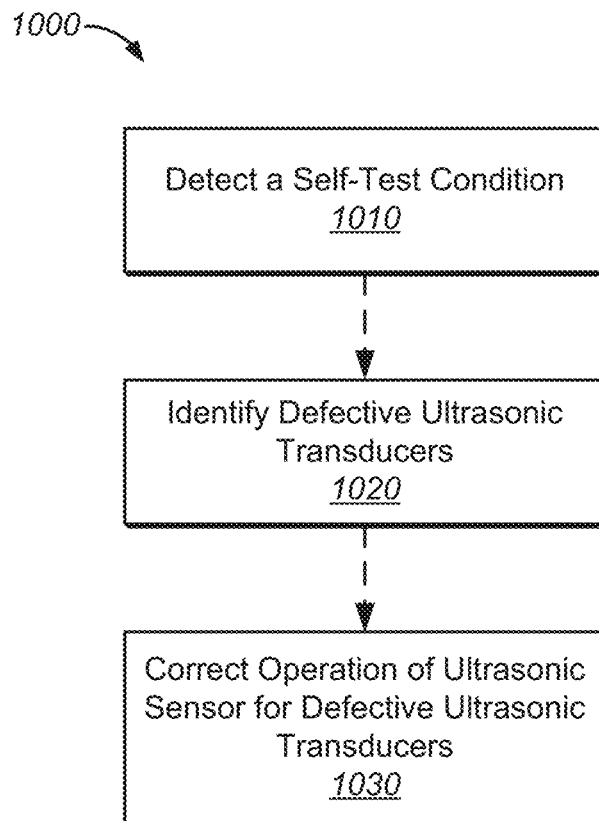 1000
Detect a Self-Test Condition
1010
Identify Defective Ultrasonic
Transducers
1020
Correct Operation of Ultrasonic
Sensor for Defective Ultrasonic
Transducers
1030